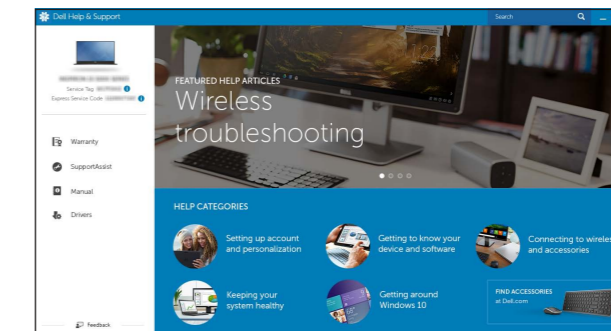 Dell Help & Support
Search
Service Tag:
Express Service Code:
Warranty
SupportAssist
Manual
Drivers
Feedback
FEATURED HELP ARTICLES
Wireless
troubleshooting
HELP CATEGORIES
Setting up account
and personalization
Getting to know your
device and software
Connecting to wireles
and accessories
Keeping your
system healthy
Getting around
Windows 10
FIND ACCESSORIES
at Dell.com